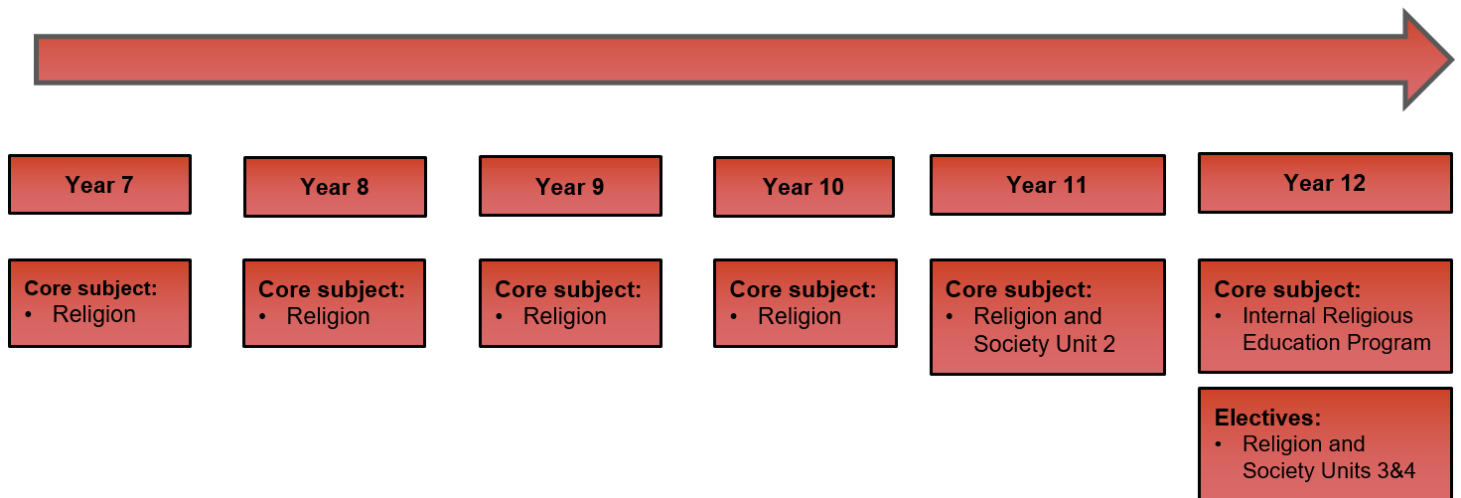 Year 7
Year 8
Year 9
Year 10
Year 11
Year 12
Core subject:
• Religion
Core subject:
• Religion
Core subject:
• Religion
Core subject:
• Religion
Core subject:
• Religion and
Society Unit 2
Core subject:
• Internal Religious
Education Program
Electives:
• Religion and
Society Units 3&4